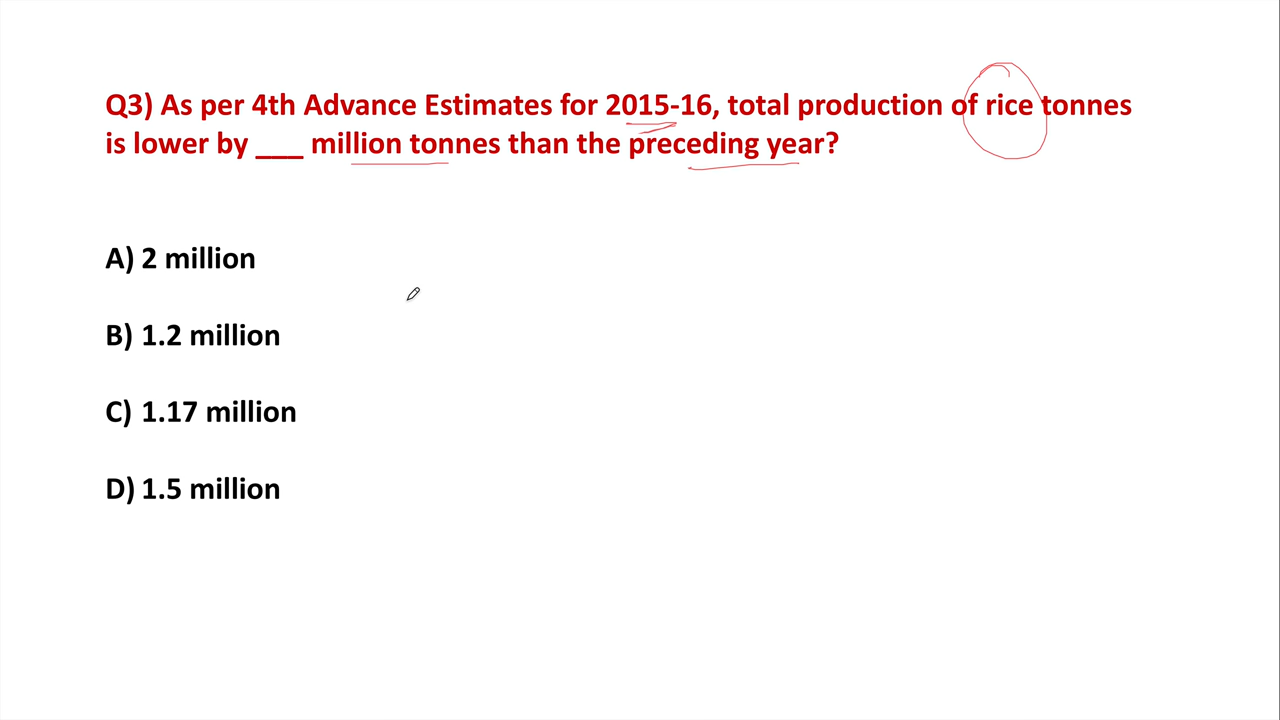 Q3) As per 4th Advance Estimates for 2015-16, total production of rice tonnes
is lower by ___ million tonnes than the preceding year?
A) 2 million
B) 1.2 million
C) 1.17 million
D) 1.5 million